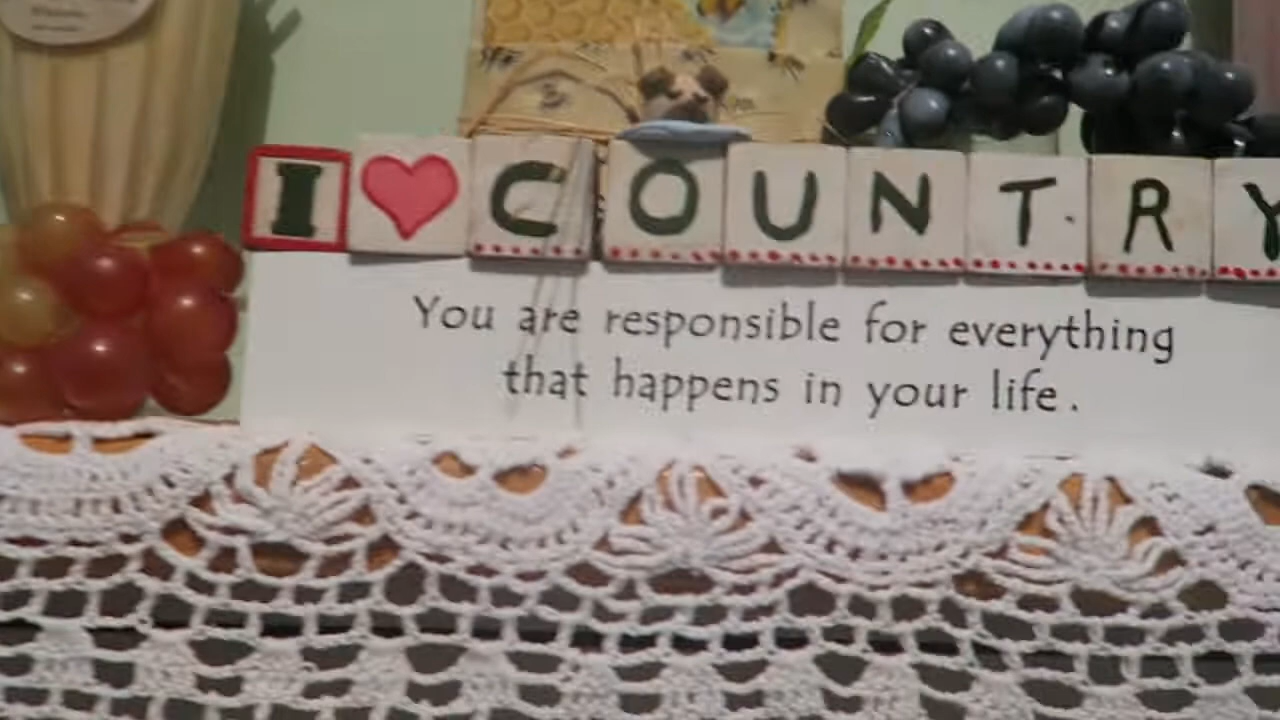 I ❤ COUNTRY
You are responsible for everything
that happens in your life.